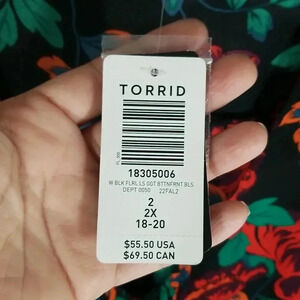 TORRID
18305006
W BLK FLRL LS GGT BTTNFRNT BLS
DEPT 0050 22FAL2
2
2X
18-20
$55.50 USA
$69.50 CAN